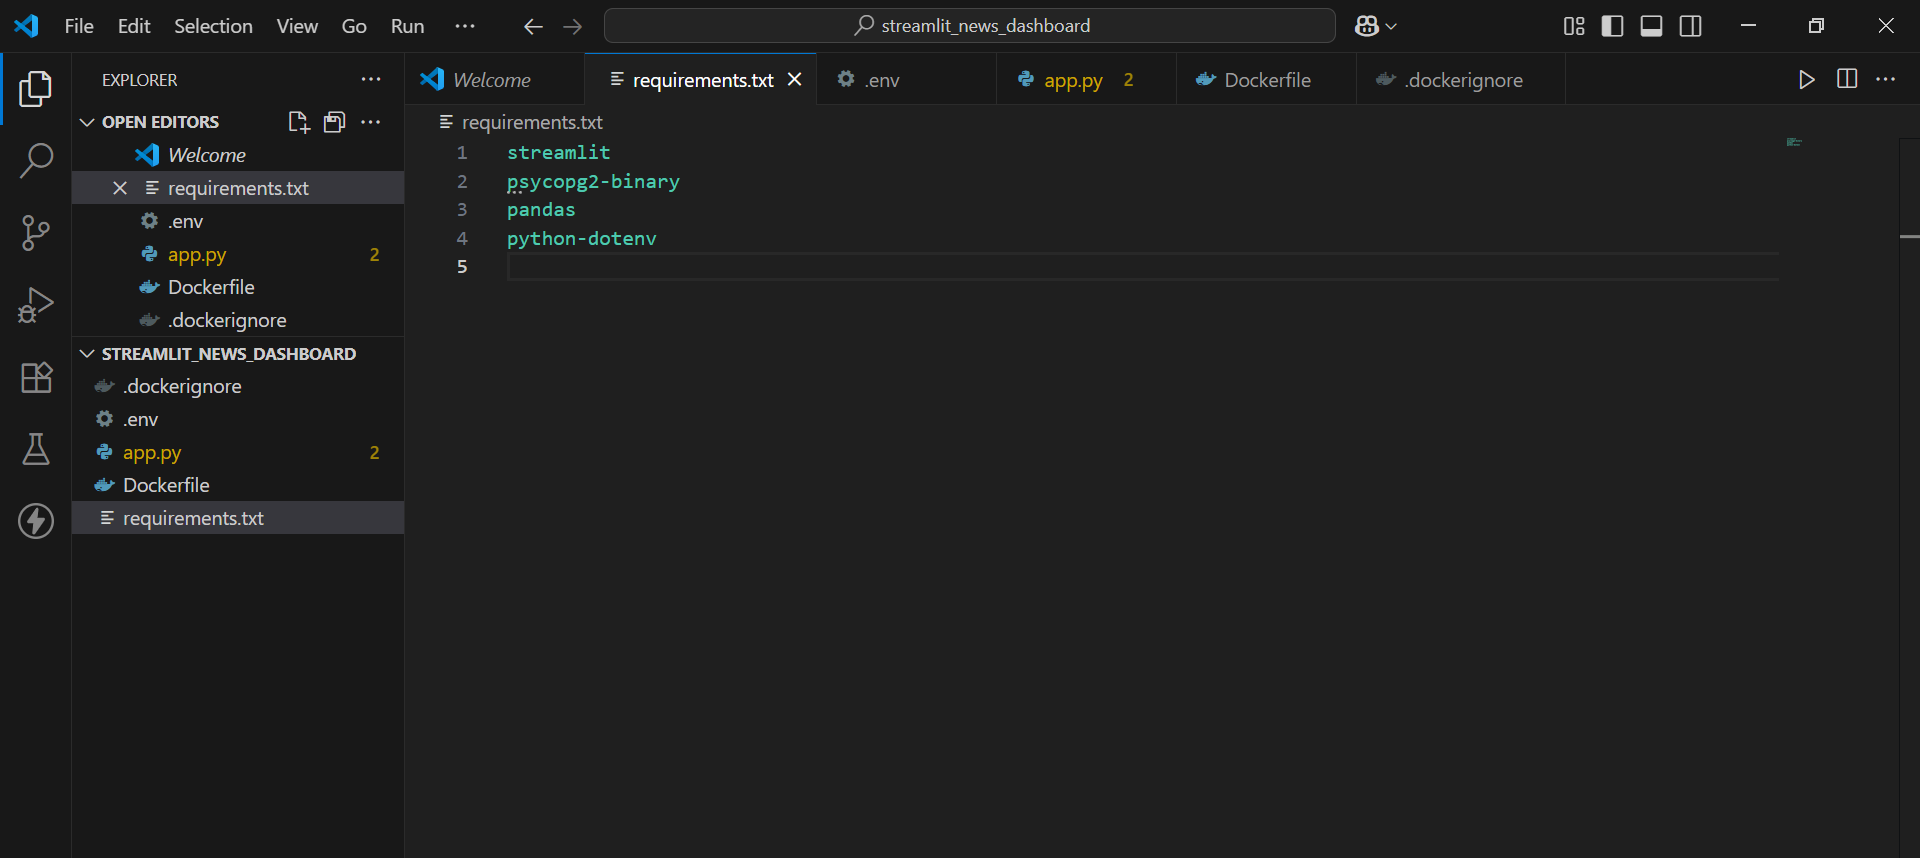 File Edit Selection View Go Run ··· streamlit_news_dashboard
EXPLORER ···
OPEN EDITORS ···
Welcome
requirements.txt
.env
app.py 2
Dockerfile
.dockerignore
STREAMLIT_NEWS_DASHBOARD
.dockerignore
.env
app.py 2
Dockerfile
requirements.txt
Welcome requirements.txt .env app.py 2 Dockerfile .dockerignore ···
requirements.txt
1 streamlit
2 psycopg2-binary
3 pandas
4 python-dotenv
5